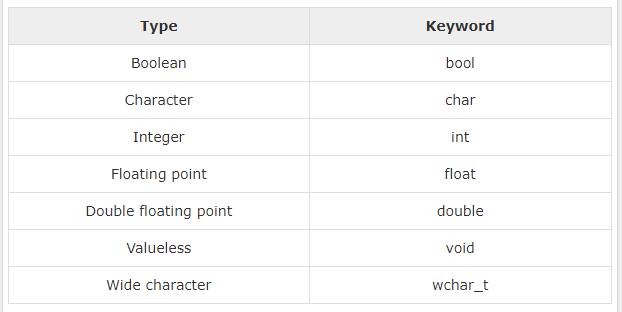 Type Keyword
Boolean bool
Character char
Integer int
Floating point float
Double floating point double
Valueless void
Wide character wchar_t